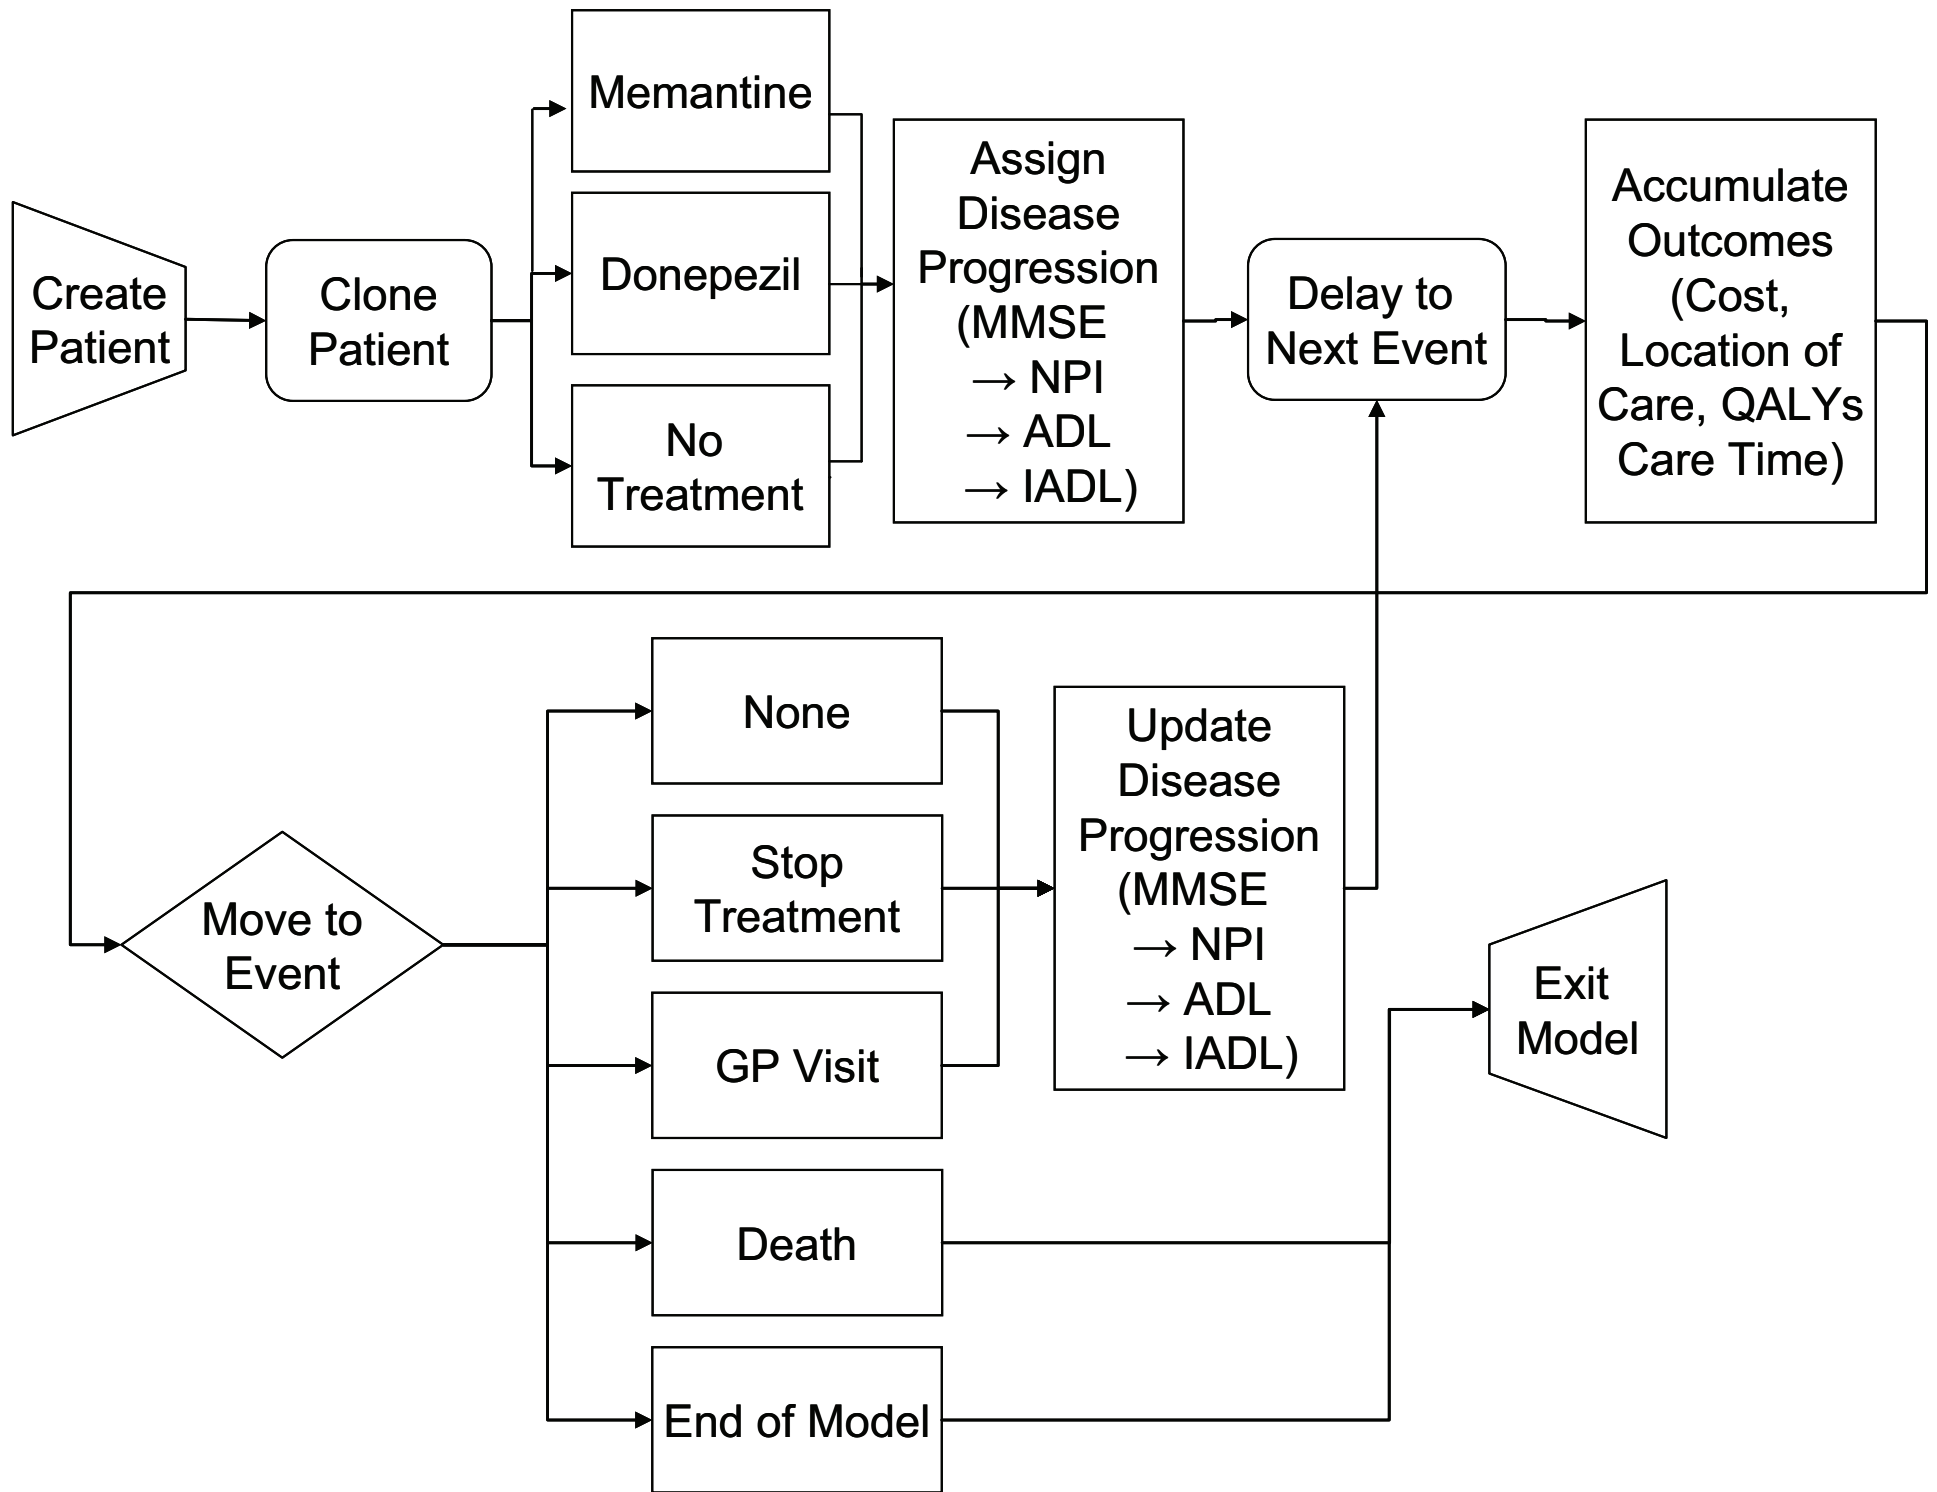 Create
Patient
Clone
Patient
Memantine
Donepezil
No
Treatment
Assign
Disease
Progression
(MMSE
→ NPI
→ ADL
→ IADL)
Delay to
Next Event
Accumulate
Outcomes
(Cost,
Location of
Care, QALYs
Care Time)
Move to
Event
None
Stop
Treatment
GP Visit
Death
End of Model
Update
Disease
Progression
(MMSE
→ NPI
→ ADL
→ IADL)
Exit
Model